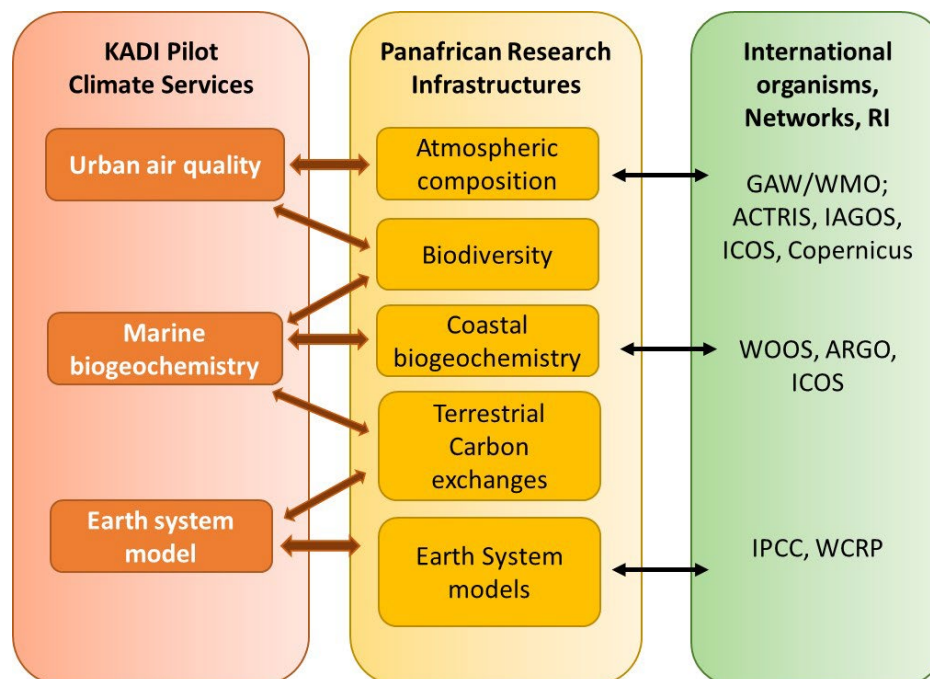 KADI Pilot
Climate Services
Urban air quality
Marine
biogeochemistry
Earth system
model
Panafrican Research
Infrastructures
Atmospheric
composition
Biodiversity
Coastal
biogeochemistry
Terrestrial
Carbon
exchanges
Earth System
models
International
organisms,
Networks, RI
GAW/WMO;
ACTRIS, IAGOS,
ICOS, Copernicus
WOOS, ARGO,
ICOS
IPCC, WCRP